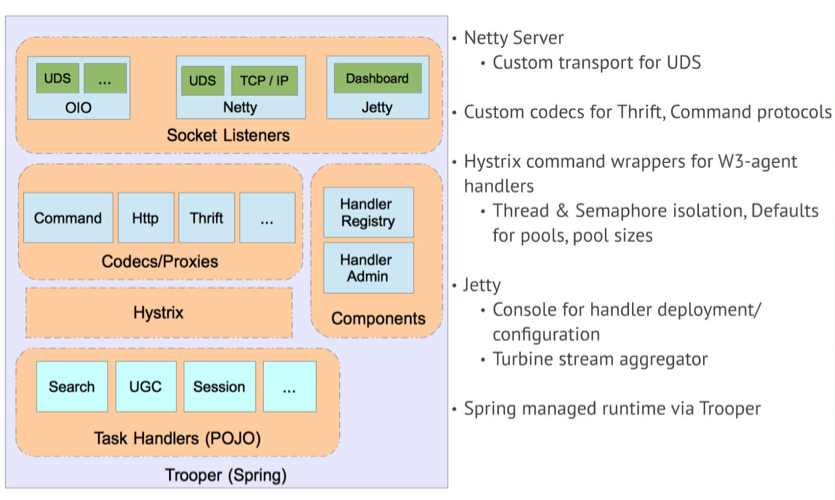 UDS
...
OIO
UDS
TCP / IP
Netty
Dashboard
Jetty
Socket Listeners
Command
Http
Thrift
...
Codecs/Proxies
Handler
Registry
Handler
Admin
Components
Hystrix
Search
UGC
Session
...
Task Handlers (POJO)
Trooper (Spring)
• Netty Server
• Custom transport for UDS
• Custom codecs for Thrift, Command protocols
• Hystrix command wrappers for W3-agent
handlers
• Thread & Semaphore isolation, Defaults
for pools, pool sizes
• Jetty
• Console for handler deployment/
configuration
• Turbine stream aggregator
• Spring managed runtime via Trooper